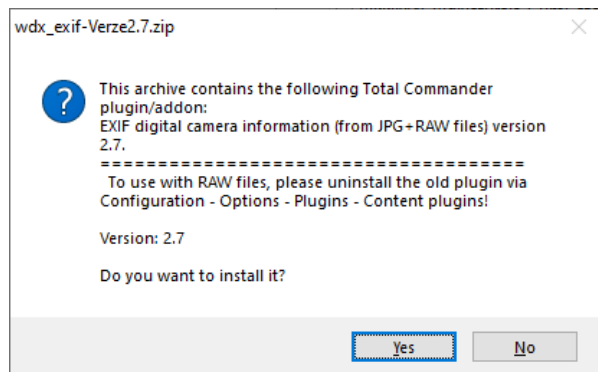 wdx_exif-Verze2.7.zip
This archive contains the following Total Commander
plugin/addon:
EXIF digital camera information (from JPG+RAW files) version
2.7.
=====================================
To use with RAW files, please uninstall the old plugin via
Configuration - Options - Plugins - Content plugins!
Version: 2.7
Do you want to install it?
Yes
No